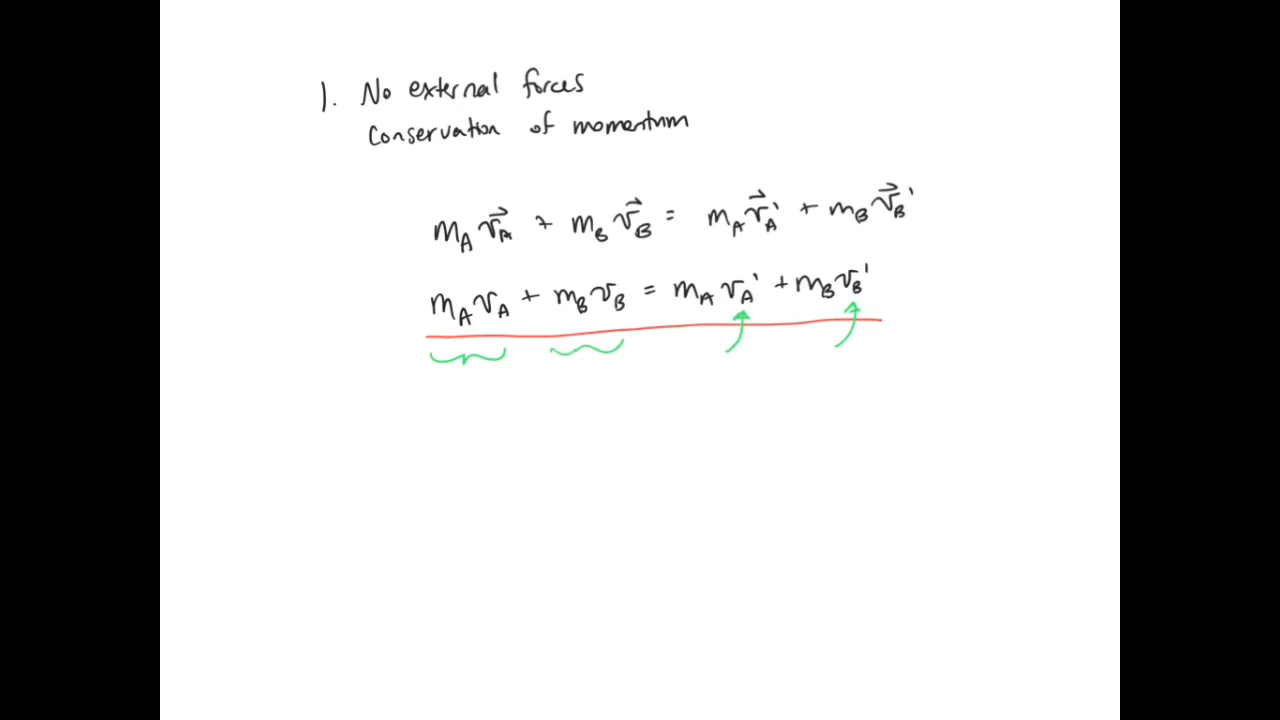 1. No external forces
Conservation of momentum
m_A v⃗_A + m_B v⃗_B = m_A v⃗_A' + m_B v⃗_B'
m_A v_A + m_B v_B = m_A v_A' + m_B v_B'